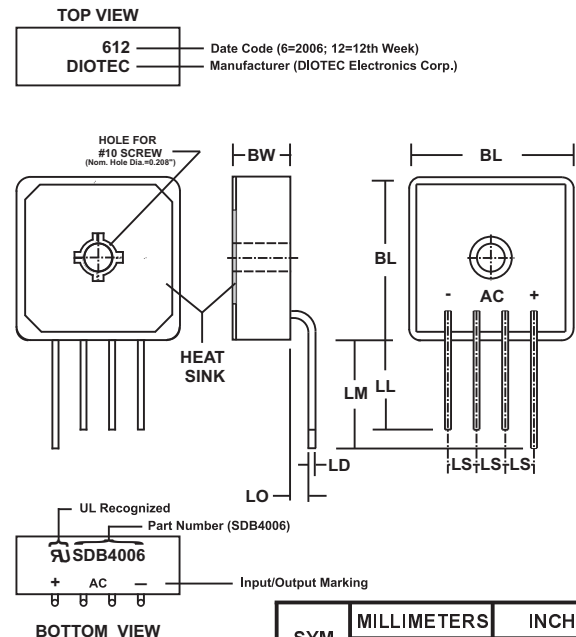 TOP VIEW
612
DIOTEC
Date Code (6=2006; 12=12th Week)
Manufacturer (DIOTEC Electronics Corp.)
HOLE FOR
#10 SCREW
(Nom. Hole Dia.=0.208")
BW
BL
BL
- AC +
HEAT
SINK
LM
LL
LD
LO
LS LS LS
UL Recognized
Part Number (SDB4006)
SDB4006
+ AC —
Input/Output Marking
BOTTOM VIEW
MILLIMETERS
INCH
SYM